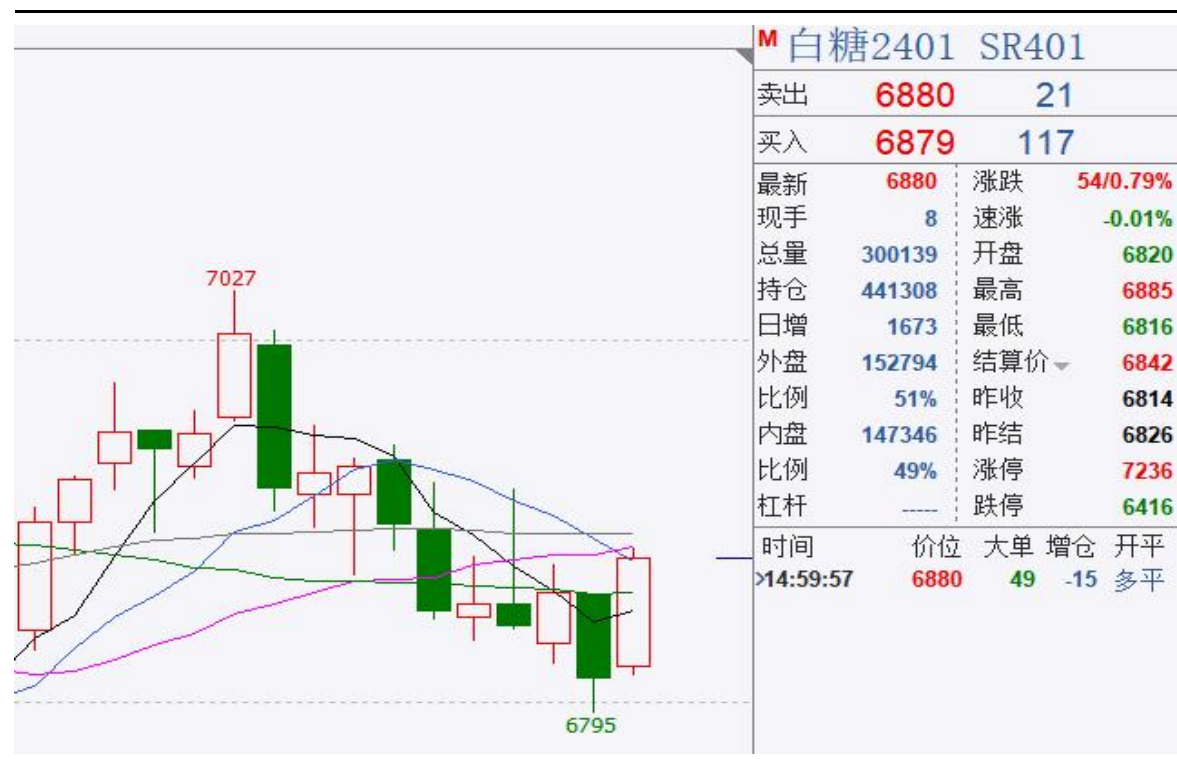 M 白糖2401 SR401
卖出 6880 21
买入 6879 117
最新 6880 涨跌 54/0.79%
现手 8 速涨 -0.01%
总量 300139 开盘 6820
持仓 441308 最高 6885
日增 1673 最低 6816
外盘 152794 结算价 6842
比例 51% 昨收 6814
内盘 147346 昨结 6826
比例 49% 涨停 7236
杠杆 ----- 跌停 6416
时间 价位 大单 增仓 开平
>14:59:57 6880 49 -15 多平
7027
6795